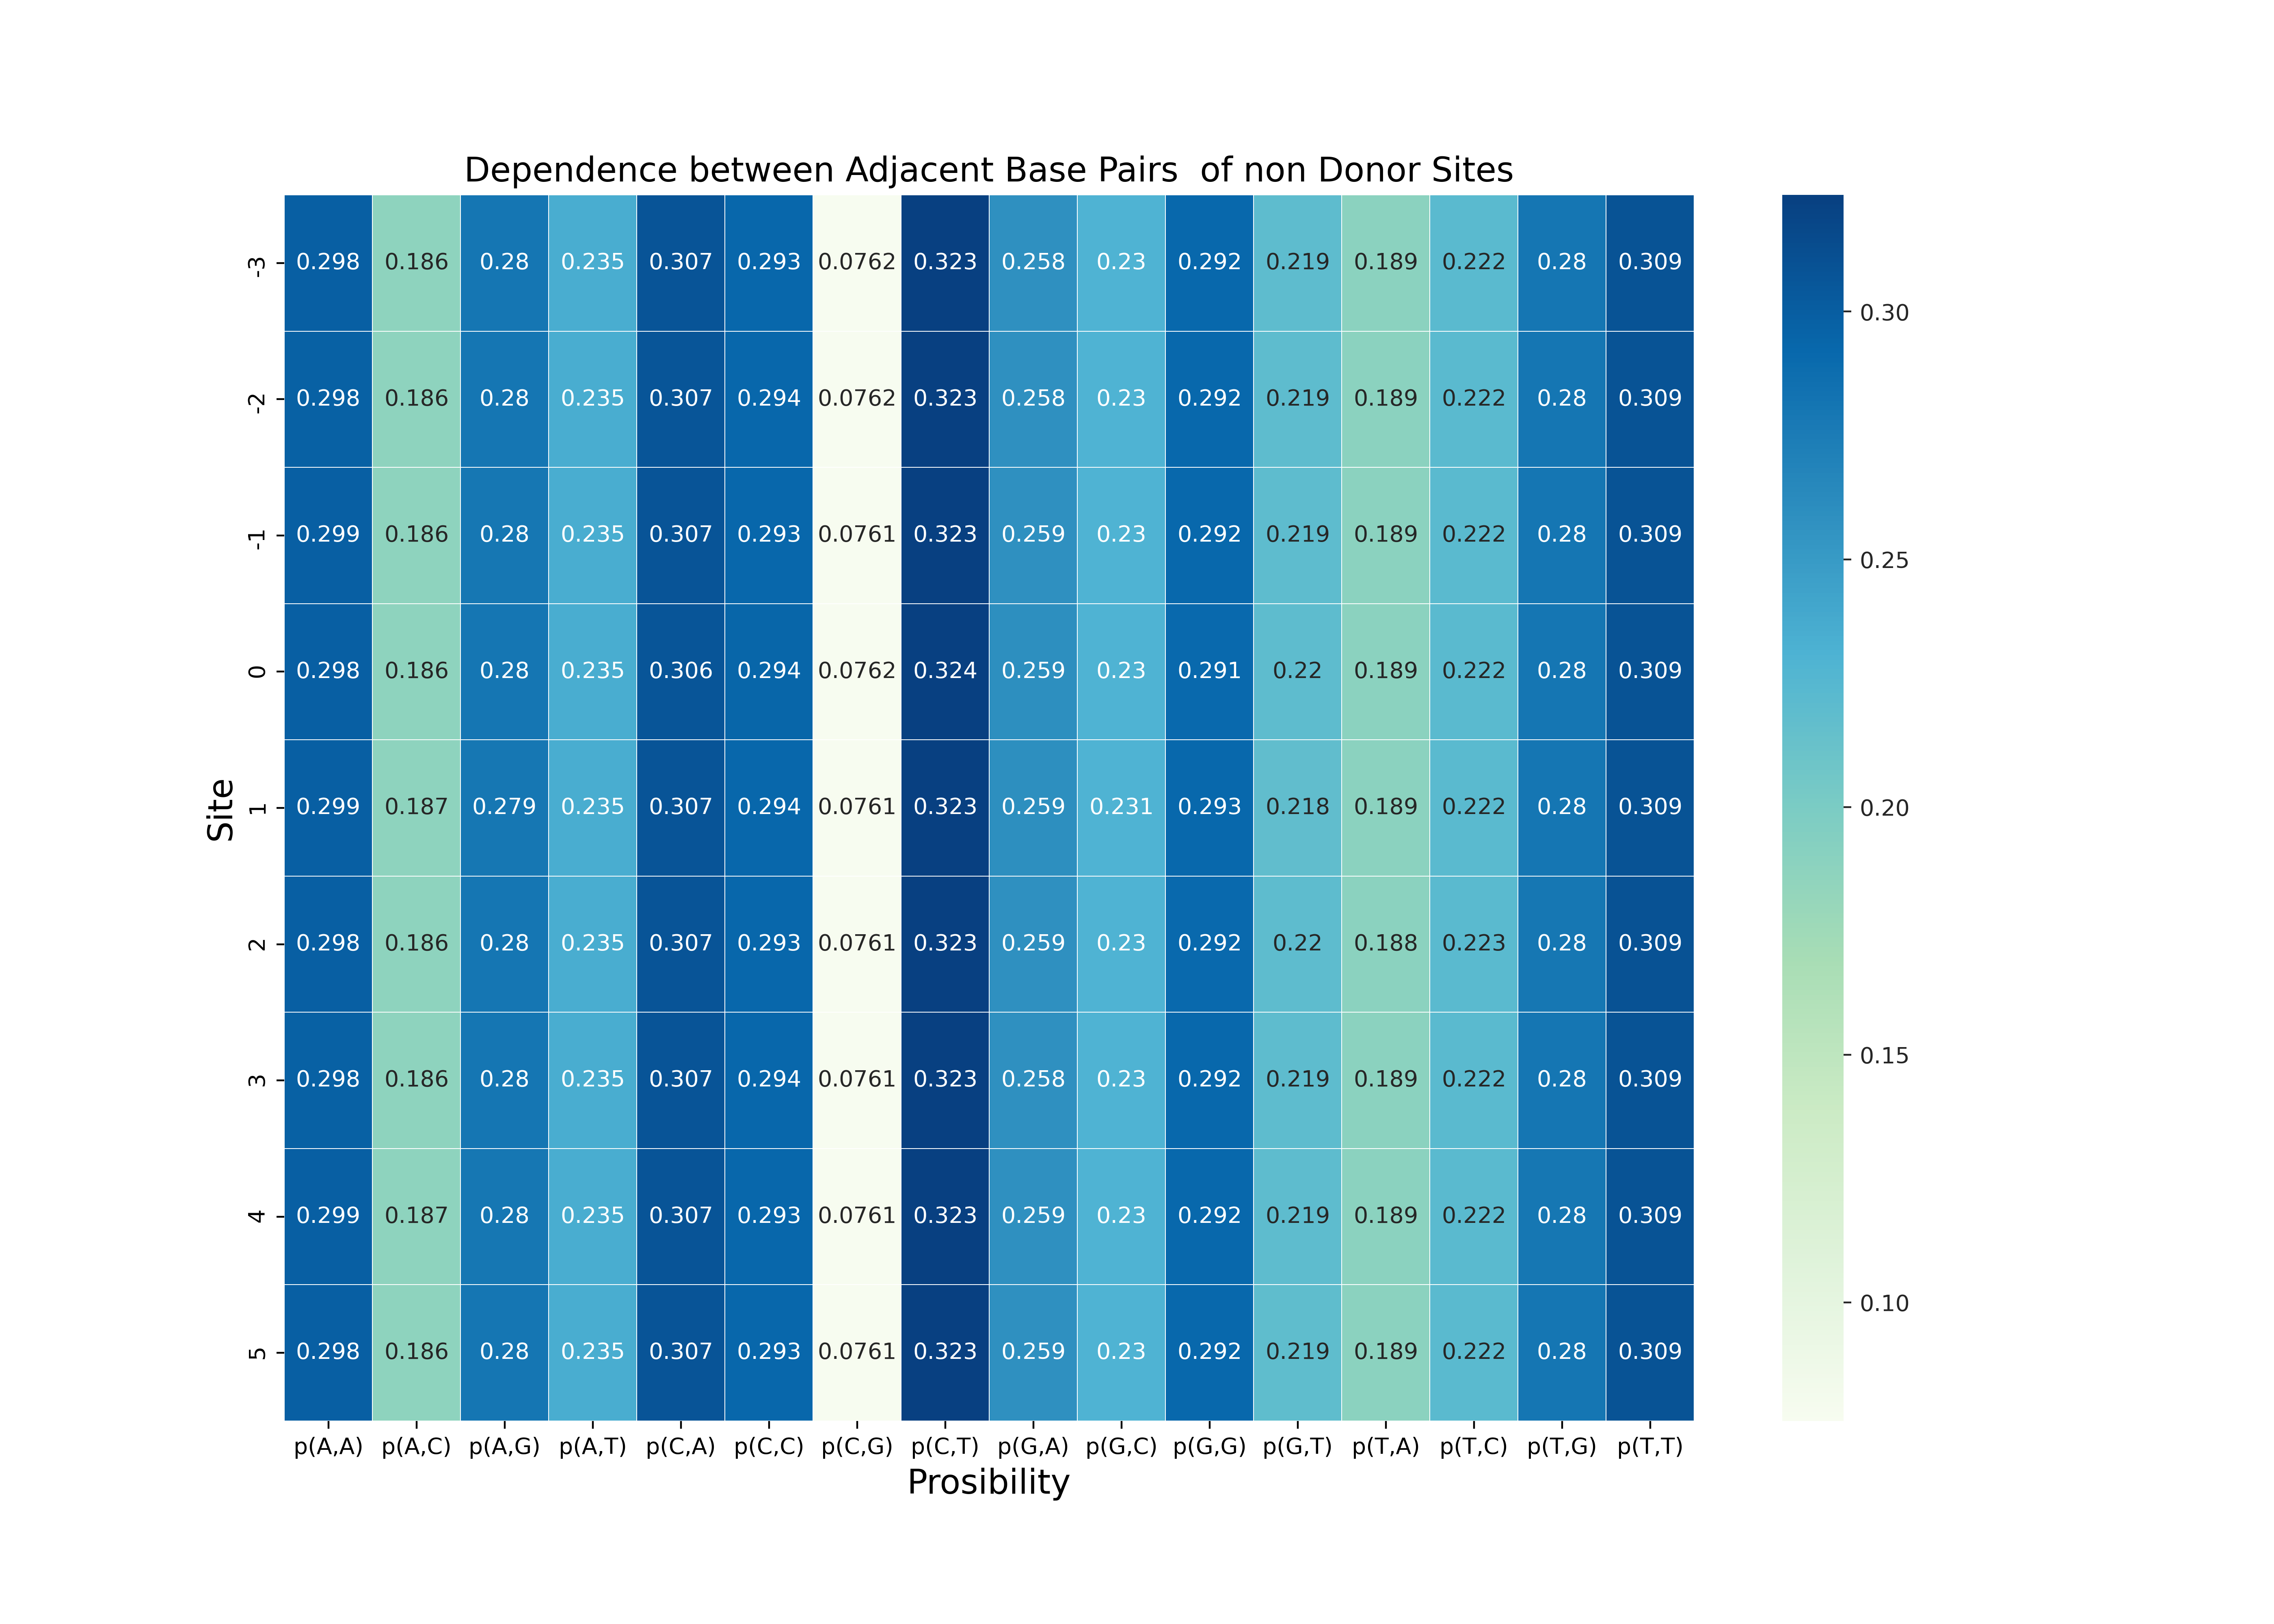 Dependence between Adjacent Base Pairs  of non Donor Sites
-3 0.298 0.186 0.28 0.235 0.307 0.293 0.0762 0.323 0.258 0.23 0.292 0.219 0.189 0.222 0.28 0.309
0.30
-2 0.298 0.186 0.28 0.235 0.307 0.294 0.0762 0.323 0.258 0.23 0.292 0.219 0.189 0.222 0.28 0.309
-1 0.299 0.186 0.28 0.235 0.307 0.293 0.0761 0.323 0.259 0.23 0.292 0.219 0.189 0.222 0.28 0.309
0.25
0 0.298 0.186 0.28 0.235 0.306 0.294 0.0762 0.324 0.259 0.23 0.291 0.22 0.189 0.222 0.28 0.309
Site
1 0.299 0.187 0.279 0.235 0.307 0.294 0.0761 0.323 0.259 0.231 0.293 0.218 0.189 0.222 0.28 0.309
0.20
2 0.298 0.186 0.28 0.235 0.307 0.293 0.0761 0.323 0.259 0.23 0.292 0.22 0.188 0.223 0.28 0.309
0.15
3 0.298 0.186 0.28 0.235 0.307 0.294 0.0761 0.323 0.258 0.23 0.292 0.219 0.189 0.222 0.28 0.309
4 0.299 0.187 0.28 0.235 0.307 0.293 0.0761 0.323 0.259 0.23 0.292 0.219 0.189 0.222 0.28 0.309
0.10
5 0.298 0.186 0.28 0.235 0.307 0.293 0.0761 0.323 0.259 0.23 0.292 0.219 0.189 0.222 0.28 0.309
p(A,A) p(A,C) p(A,G) p(A,T) p(C,A) p(C,C) p(C,G) p(C,T) p(G,A) p(G,C) p(G,G) p(G,T) p(T,A) p(T,C) p(T,G) p(T,T)
Prosibility